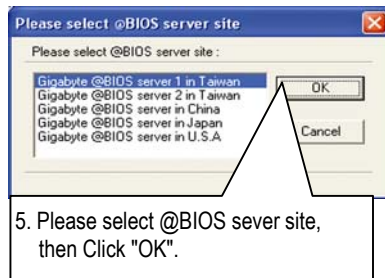 Please select @BIOS server site
Please select @BIOS server site :
Gigabyte @BIOS server 1 in Taiwan
Gigabyte @BIOS server 2 in Taiwan
Gigabyte @BIOS server in China
Gigabyte @BIOS server in Japan
Gigabyte @BIOS server in U.S.A
OK
Cancel
5. Please select @BIOS sever site,
then Click "OK".